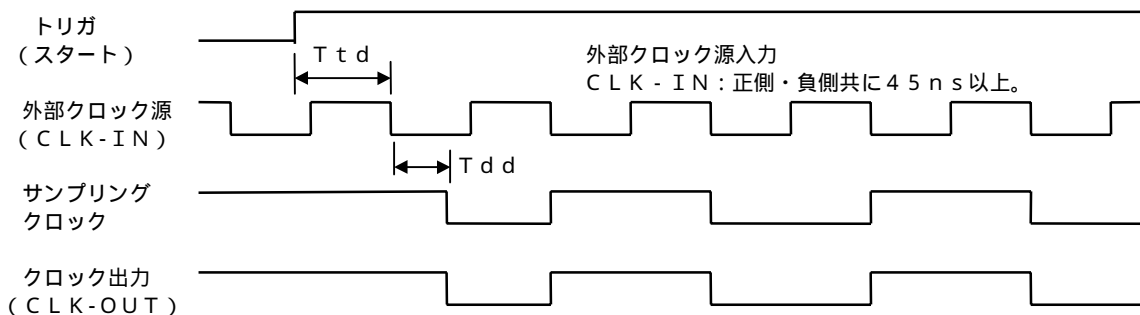 トリガ
(スタート)
Ttd
外部クロック源入力
CLK-IN:正側・負側共に45ns以上。
外部クロック源
(CLK-IN)
Tdd
サンプリング
クロック
クロック出力
(CLK-OUT)